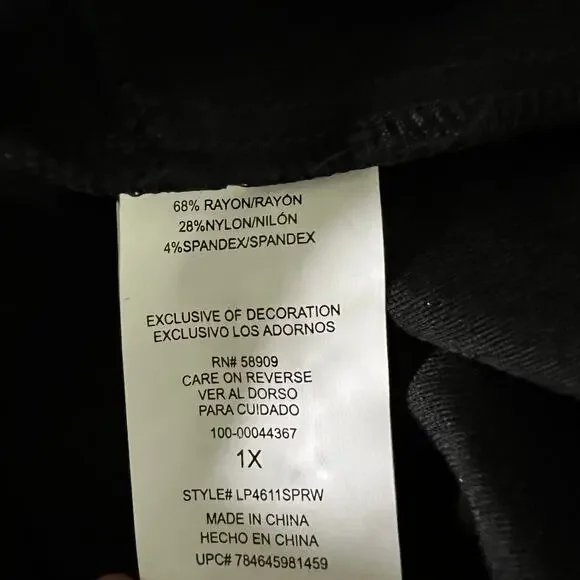 68% RAYON/RAYÓN
28%NYLON/NILÓN
4%SPANDEX/SPANDEX
EXCLUSIVE OF DECORATION
EXCLUSIVO LOS ADORNOS
RN# 58909
CARE ON REVERSE
VER AL DORSO
PARA CUIDADO
100-00044367
1X
STYLE# LP4611SPRW
MADE IN CHINA
HECHO EN CHINA
UPC# 784645981459